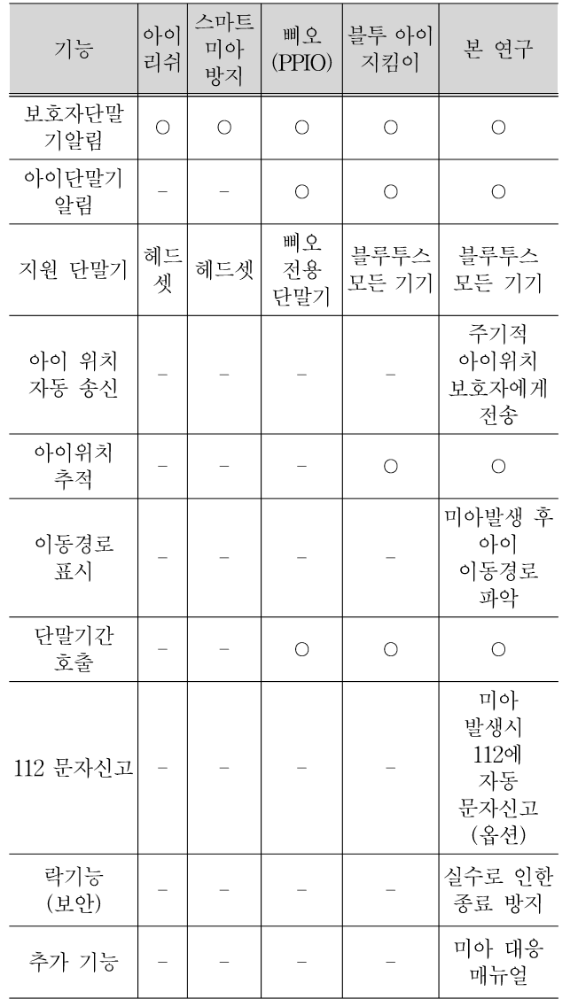 기능 | 아이리쉬 | 스마트 미아 방지 | 삐오 (PPIO) | 블투 아이 지킴이 | 본 연구
보호자단말기알림 | ○ | ○ | ○ | ○ | ○
아이단말기 알림 | – | – | ○ | ○ | ○
지원 단말기 | 헤드셋 | 헤드셋 | 삐오 전용 단말기 | 블루투스 모든 기기 | 블루투스 모든 기기
아이 위치 자동 송신 | – | – | – | – | 주기적 아이위치 보호자에게 전송
아이위치 추적 | – | – | – | ○ | ○
이동경로 표시 | – | – | – | – | 미아발생 후 아이 이동경로 파악
단말기간 호출 | – | – | ○ | ○ | ○
112 문자신고 | – | – | – | – | 미아 발생시 112에 자동 문자신고 (옵션)
락기능 (보안) | – | – | – | – | 실수로 인한 종료 방지
추가 기능 | – | – | – | – | 미아 대응 매뉴얼